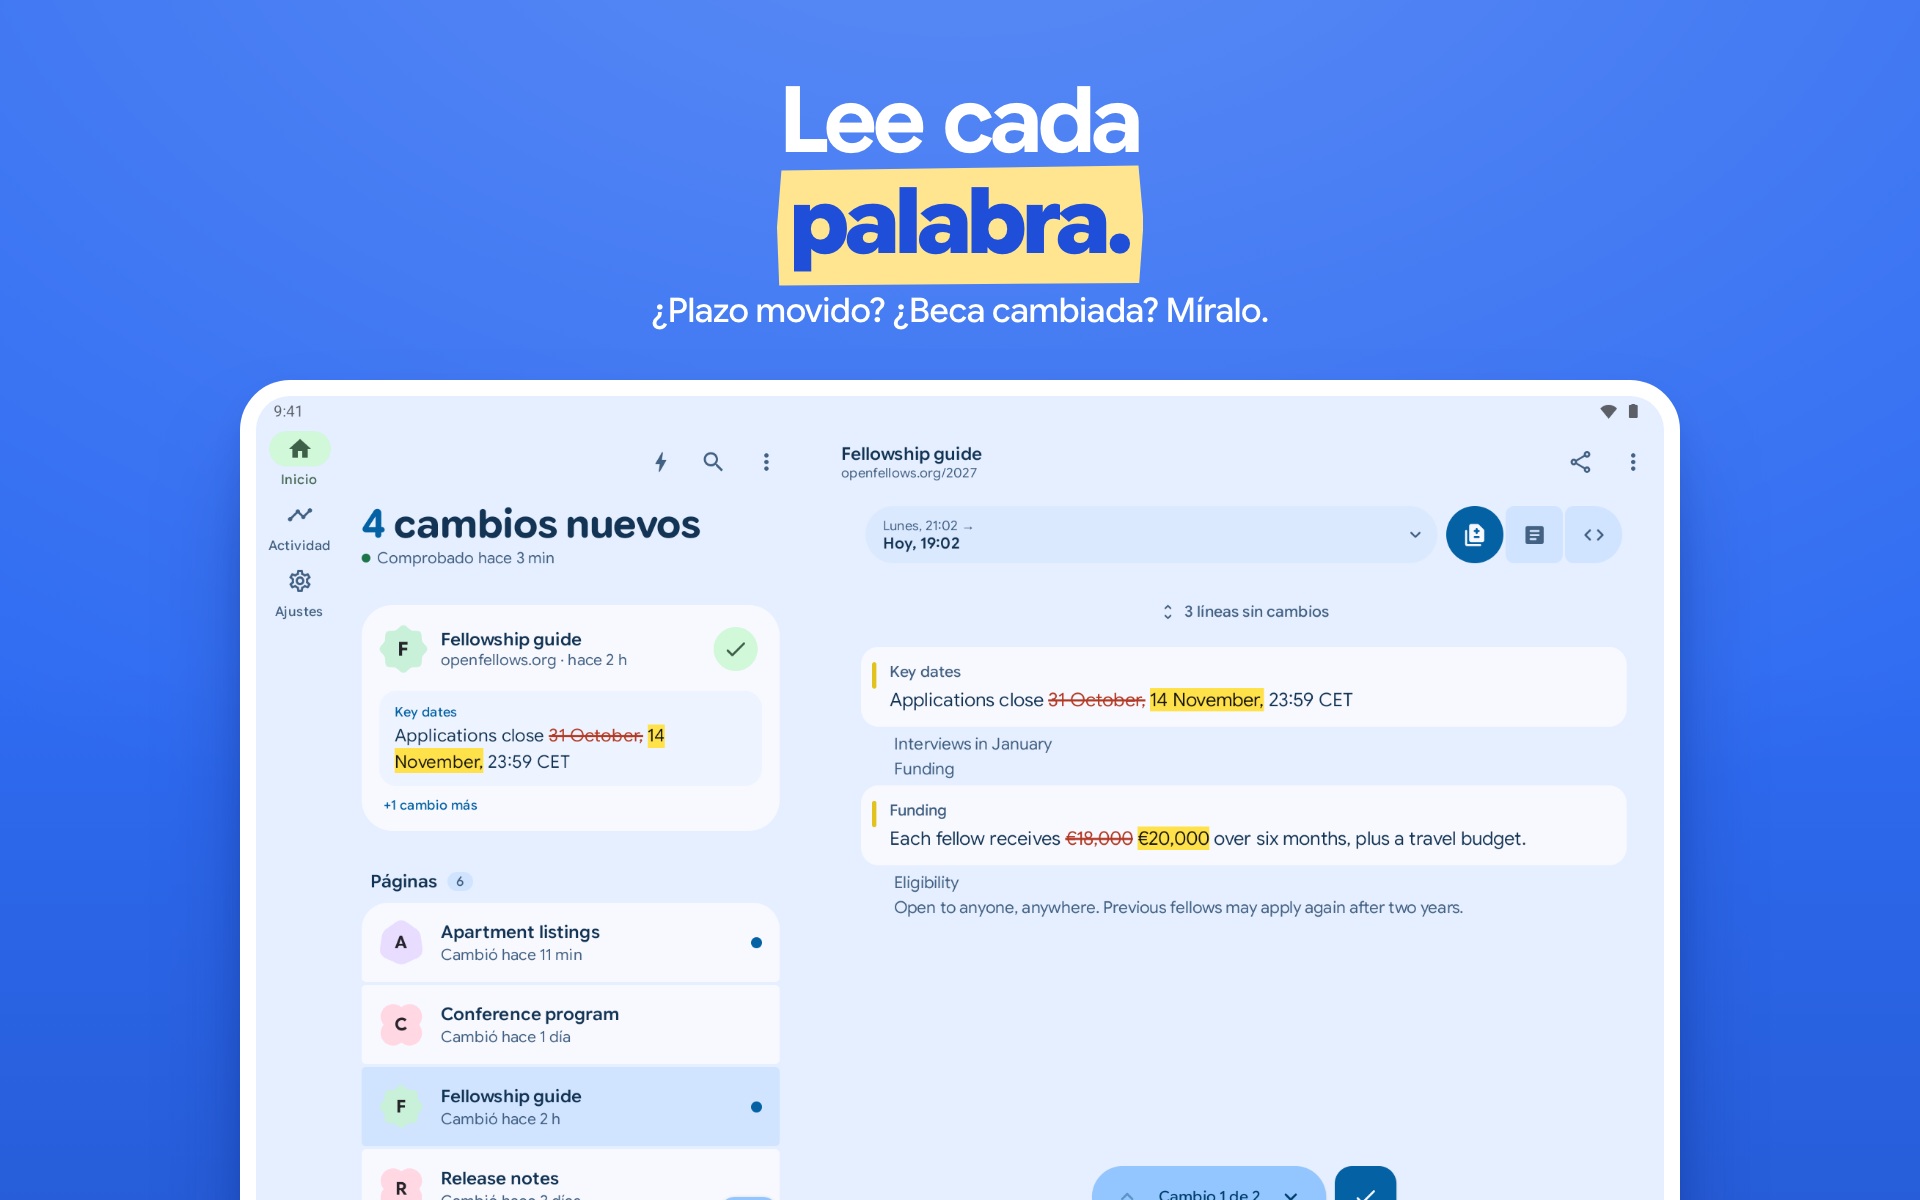 Lee cada
palabra.
¿Plazo movido? ¿Beca cambiada? Míralo.
9:41
Inicio
Actividad
Ajustes
4 cambios nuevos
Comprobado hace 3 min
F
Fellowship guide
openfellows.org · hace 2 h
Key dates
Applications close 31 October, 14
November, 23:59 CET
+1 cambio más
Páginas 6
A
Apartment listings
Cambió hace 11 min
C
Conference program
Cambió hace 1 día
F
Fellowship guide
Cambió hace 2 h
R
Release notes
Cambió hace 3 días
Fellowship guide
openfellows.org/2027
Lunes, 21:02 →
Hoy, 19:02
3 líneas sin cambios
Key dates
Applications close 31 October, 14 November, 23:59 CET
Interviews in January
Funding
Funding
Each fellow receives €18,000 €20,000 over six months, plus a travel budget.
Eligibility
Open to anyone, anywhere. Previous fellows may apply again after two years.
Cambio 1 de 2